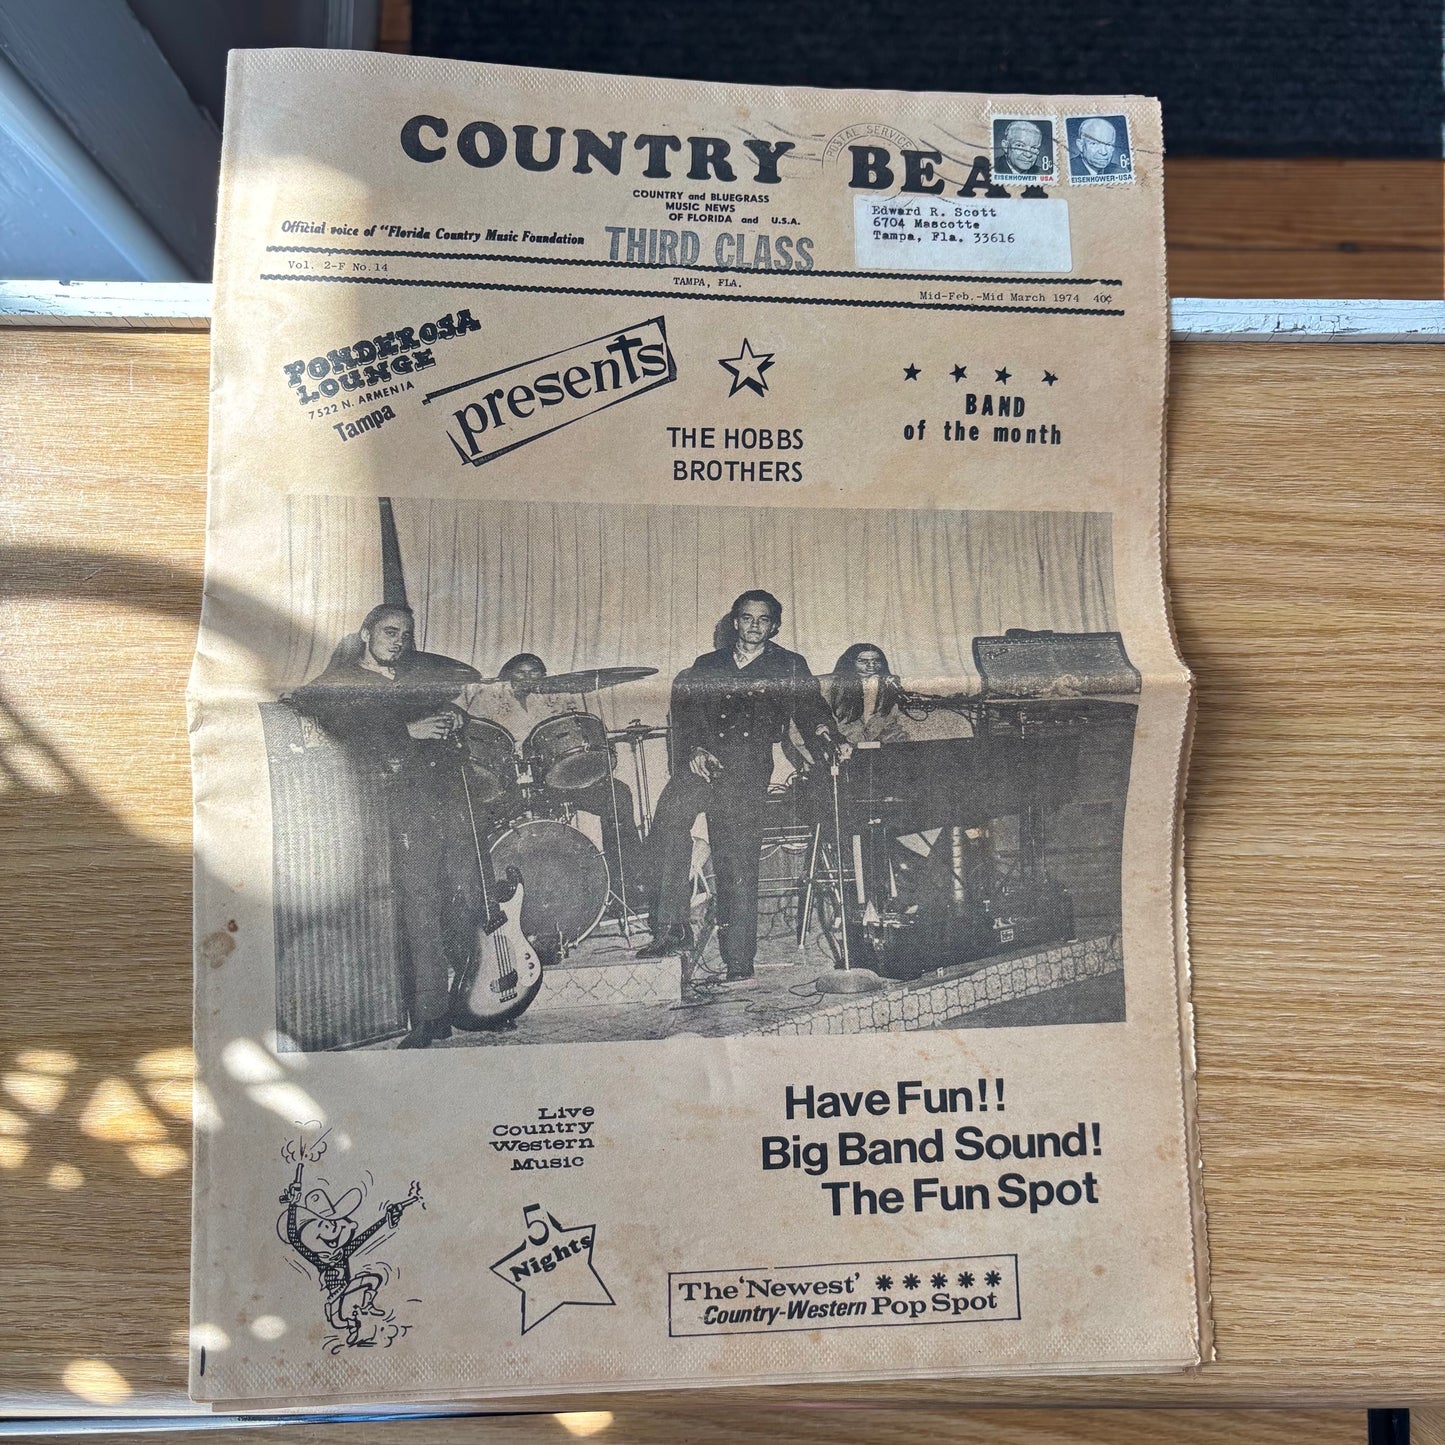 COUNTRY BEAT
POSTAL SERVICE
8¢
EISENHOWER USA
6¢
EISENHOWER·USA
COUNTRY and BLUEGRASS
MUSIC NEWS
OF FLORIDA and U.S.A.
Edward R. Scott
6704 Mascotte
Tampa, Fla. 33616
Official voice of "Florida Country Music Foundation
THIRD CLASS
Vol. 2-F No.14
TAMPA, FLA.
Mid-Feb.-Mid March 1974 40¢
PONDEROSA
LOUNGE
7522 N. ARMENIA
Tampa
presents
THE HOBBS
BROTHERS
BAND
of the month
Live
Country
Western
Music
5
Nights
Have Fun!!
Big Band Sound!
The Fun Spot
The 'Newest' *****
Country-Western Pop Spot